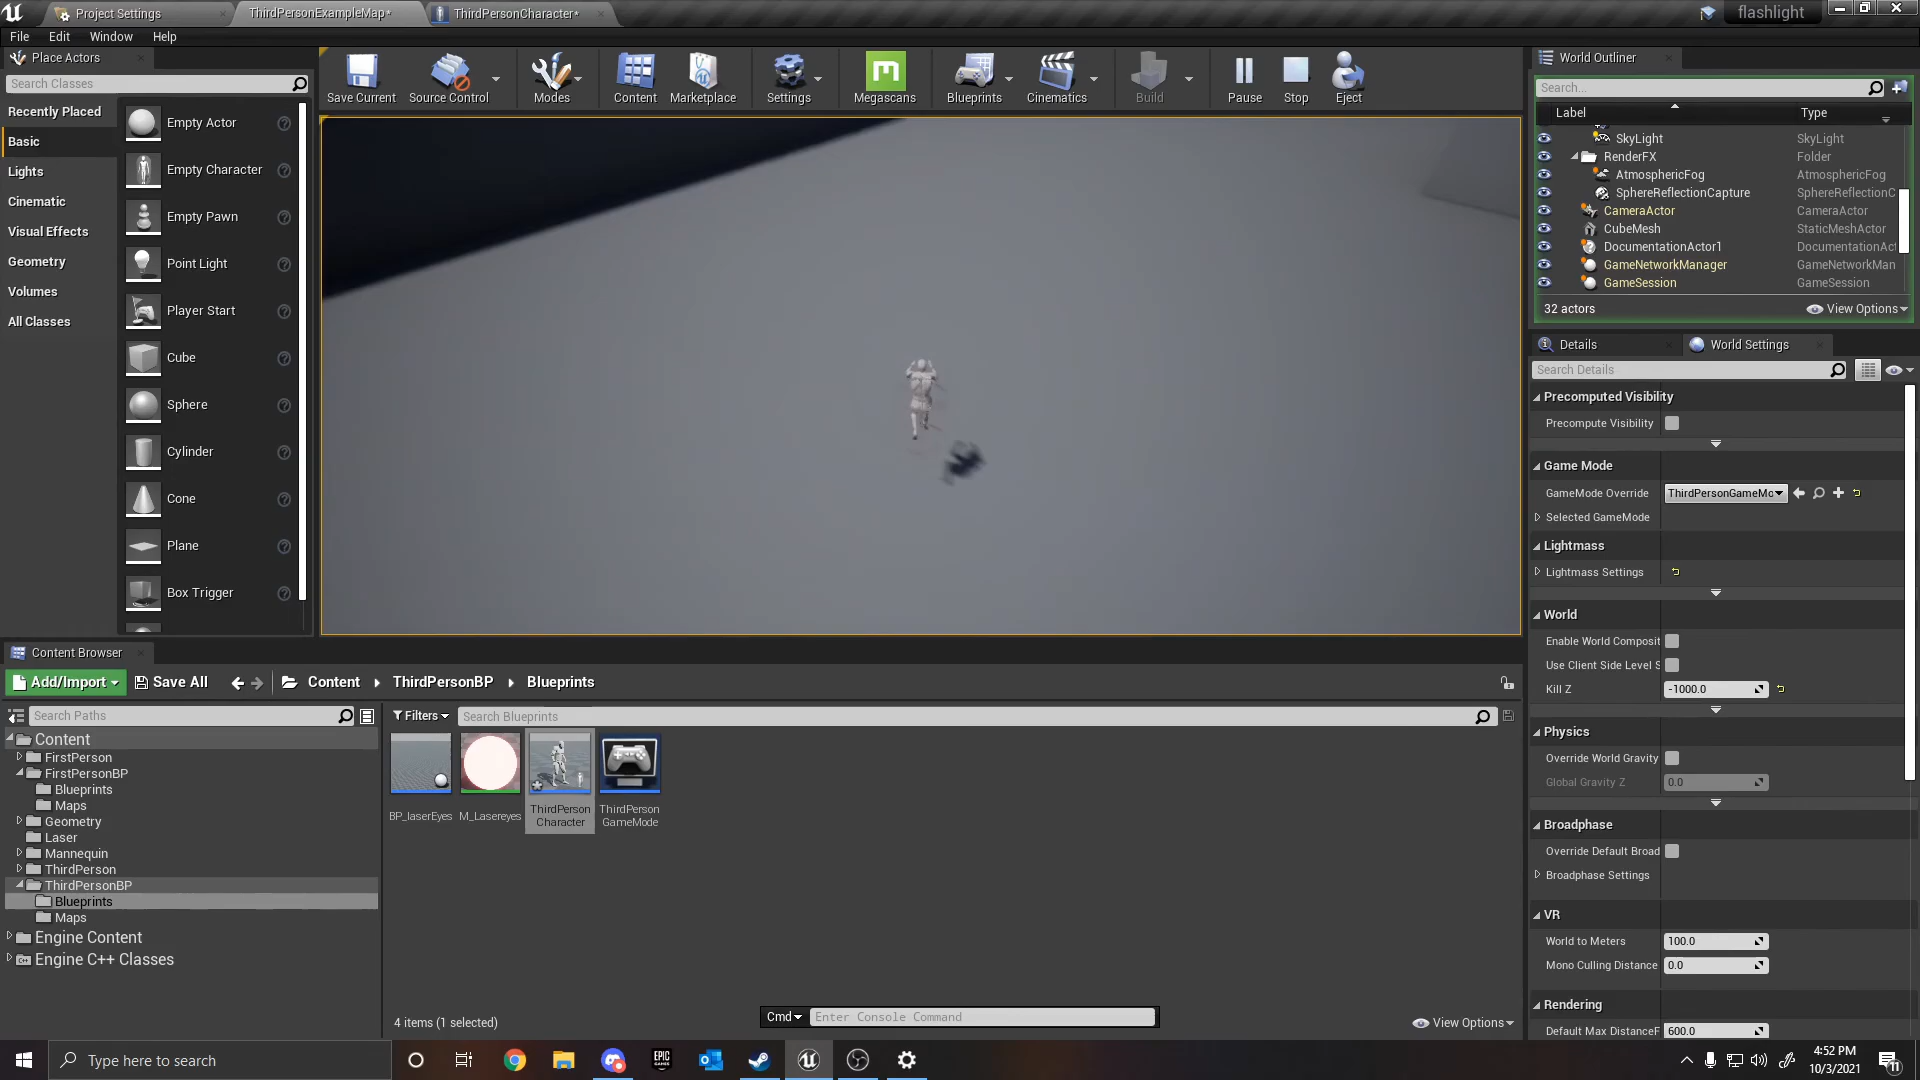 Project Settings
ThirdPersonExampleMap*
ThirdPersonCharacter*
flashlight
File
Edit
Window
Help
Place Actors
Search Classes
Recently Placed
Basic
Lights
Cinematic
Visual Effects
Geometry
Volumes
All Classes
Empty Actor
Empty Character
Empty Pawn
Point Light
Player Start
Cube
Sphere
Cylinder
Cone
Plane
Box Trigger
Save Current
Source Control
Modes
Content
Marketplace
Settings
Megascans
Blueprints
Cinematics
Build
Pause
Stop
Eject
World Outliner
Search...
Label
Type
SkyLight
SkyLight
RenderFX
Folder
AtmosphericFog
AtmosphericFog
SphereReflectionCapture
SphereReflectionC
CameraActor
CameraActor
CubeMesh
StaticMeshActor
DocumentationActor1
DocumentationAct
GameNetworkManager
GameNetworkMan
GameSession
GameSession
32 actors
View Options
Details
World Settings
Search Details
Precomputed Visibility
Precompute Visibility
Game Mode
GameMode Override
ThirdPersonGameMo
Selected GameMode
Lightmass
Lightmass Settings
World
Enable World Composit
Use Client Side Level S
Kill Z
-1000.0
Physics
Override World Gravity
Global Gravity Z
0.0
Broadphase
Override Default Broad
Broadphase Settings
VR
World to Meters
100.0
Mono Culling Distance
0.0
Rendering
Default Max DistanceF
600.0
Content Browser
Add/Import
Save All
Content
ThirdPersonBP
Blueprints
Search Paths
Filters
Search Blueprints
Content
FirstPerson
FirstPersonBP
Blueprints
Maps
Geometry
Laser
Mannequin
ThirdPerson
ThirdPersonBP
Blueprints
Maps
Engine Content
Engine C++ Classes
BP_laserEyes
M_Lasereyes
ThirdPerson
Character
ThirdPerson
GameMode
4 items (1 selected)
Cmd
Enter Console Command
View Options
Type here to search
EPIC
GAMES
4:52 PM
10/3/2021
11